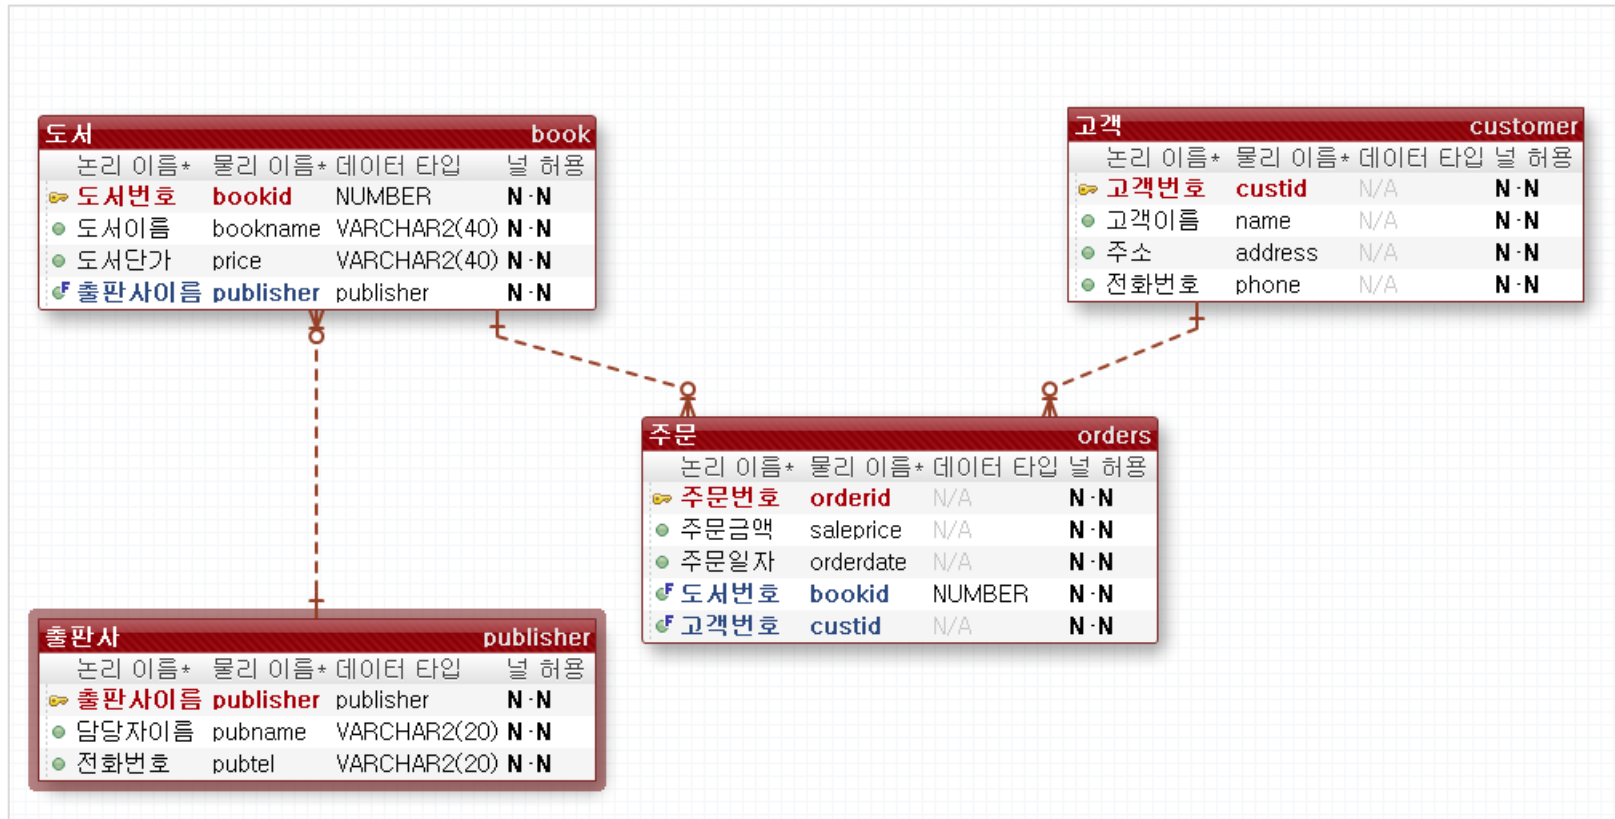 도서 book
논리 이름* 물리 이름* 데이터 타입 널 허용
도서번호 bookid NUMBER N·N
도서이름 bookname VARCHAR2(40) N·N
도서단가 price VARCHAR2(40) N·N
출판사이름 publisher publisher N·N
고객 customer
논리 이름* 물리 이름* 데이터 타입 널 허용
고객번호 custid N/A N·N
고객이름 name N/A N·N
주소 address N/A N·N
전화번호 phone N/A N·N
주문 orders
논리 이름* 물리 이름* 데이터 타입 널 허용
주문번호 orderid N/A N·N
주문금액 saleprice N/A N·N
주문일자 orderdate N/A N·N
도서번호 bookid NUMBER N·N
고객번호 custid N/A N·N
출판사 publisher
논리 이름* 물리 이름* 데이터 타입 널 허용
출판사이름 publisher publisher N·N
담당자이름 pubname VARCHAR2(20) N·N
전화번호 pubtel VARCHAR2(20) N·N